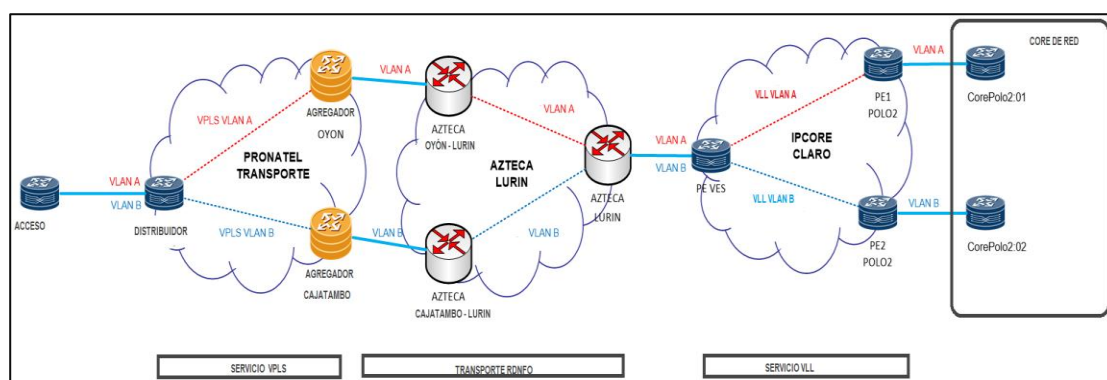 CORE DE RED
VLAN A
VLAN A
VLAN A
VLL VLAN A
VPLS VLAN A
AGREGADOR
OYON
AZTECA
OYÓN - LURIN
PE1
POLO2
CorePolo2:01
PRONATEL
TRANSPORTE
AZTECA
LURIN
IPCORE
CLARO
VLAN A
VLAN B
VLAN A
VLAN B
ACCESO
DISTRIBUIDOR
AZTECA
LURIN
PE VES
VPLS VLAN B
VLAN B
VLAN B
VLL VLAN B
VLAN B
AGREGADOR
CAJATAMBO
AZTECA
CAJATAMBO - LURIN
PE2
POLO2
CorePolo2:02
SERVICIO VPLS
TRANSPORTE RDNFO
SERVICIO VLL